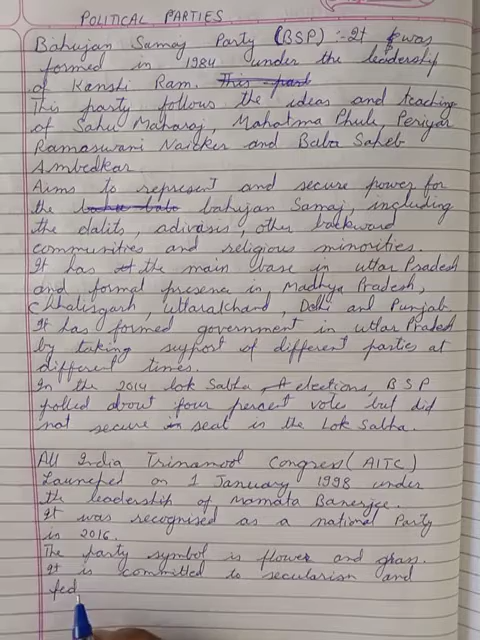 POLITICAL PARTIES
Bahujan Samaj Party (BSP) :- It was
formed in 1984 under the leadership
of Kanshi Ram. This part
This party follows the ideas and teaching
of Sahu Maharaj, Mahatma Phule, Periyar
Ramaswani Naicker and Baba Saheb
Ambedkar
Aims to represent and secure power for
the bahujan Samaj, including
the dalits, adivasis, other backward
communities and religious minorities.
It has the main base in uttar Pradesh
and formal presence in, Madhya Pradesh,
Chhatisgarh, Uttarakhand, Delhi and Punjab.
It has formed government in uttar Pradesh
by taking support of different parties at
different times.
In the 2014 lok Sabha elections, BSP
polled about four percent votes but did
not secure in seat in the Lok Sabha.
All India Trinamool Congress (AITC)
Launched on 1 January 1998 under
the leadership of Mamata Banerjee.
It was recognised as a national Party
in 2016.
The party symbol is flower and grass.
It is committed to secularism and
fed